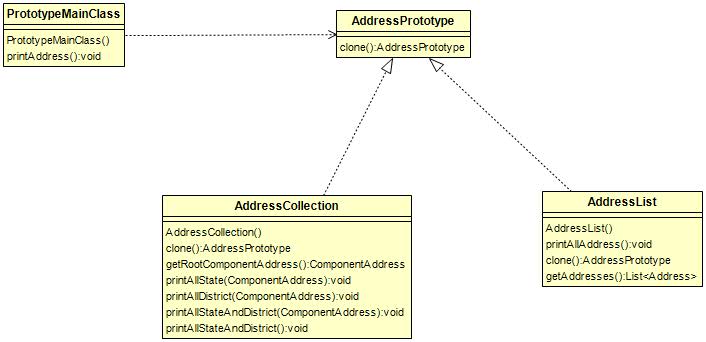 PrototypeMainClass
PrototypeMainClass()
printAddress():void
AddressPrototype
clone():AddressPrototype
AddressCollection
AddressCollection()
clone():AddressPrototype
getRootComponentAddress():ComponentAddress
printAllState(ComponentAddress):void
printAllDistrict(ComponentAddress):void
printAllStateAndDistrict(ComponentAddress):void
printAllStateAndDistrict():void
AddressList
AddressList()
printAllAddress():void
clone():AddressPrototype
getAddresses():List<Address>